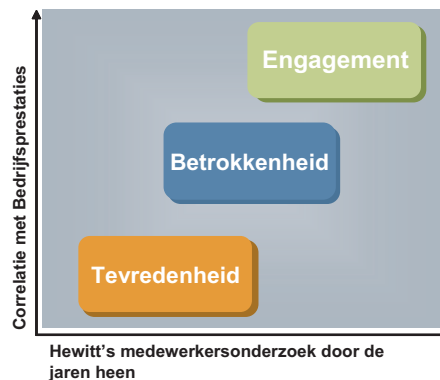 Correlatie met Bedrijfsprestaties
Engagement
Betrokkenheid
Tevredenheid
Hewitt's medewerkersonderzoek door de
jaren heen